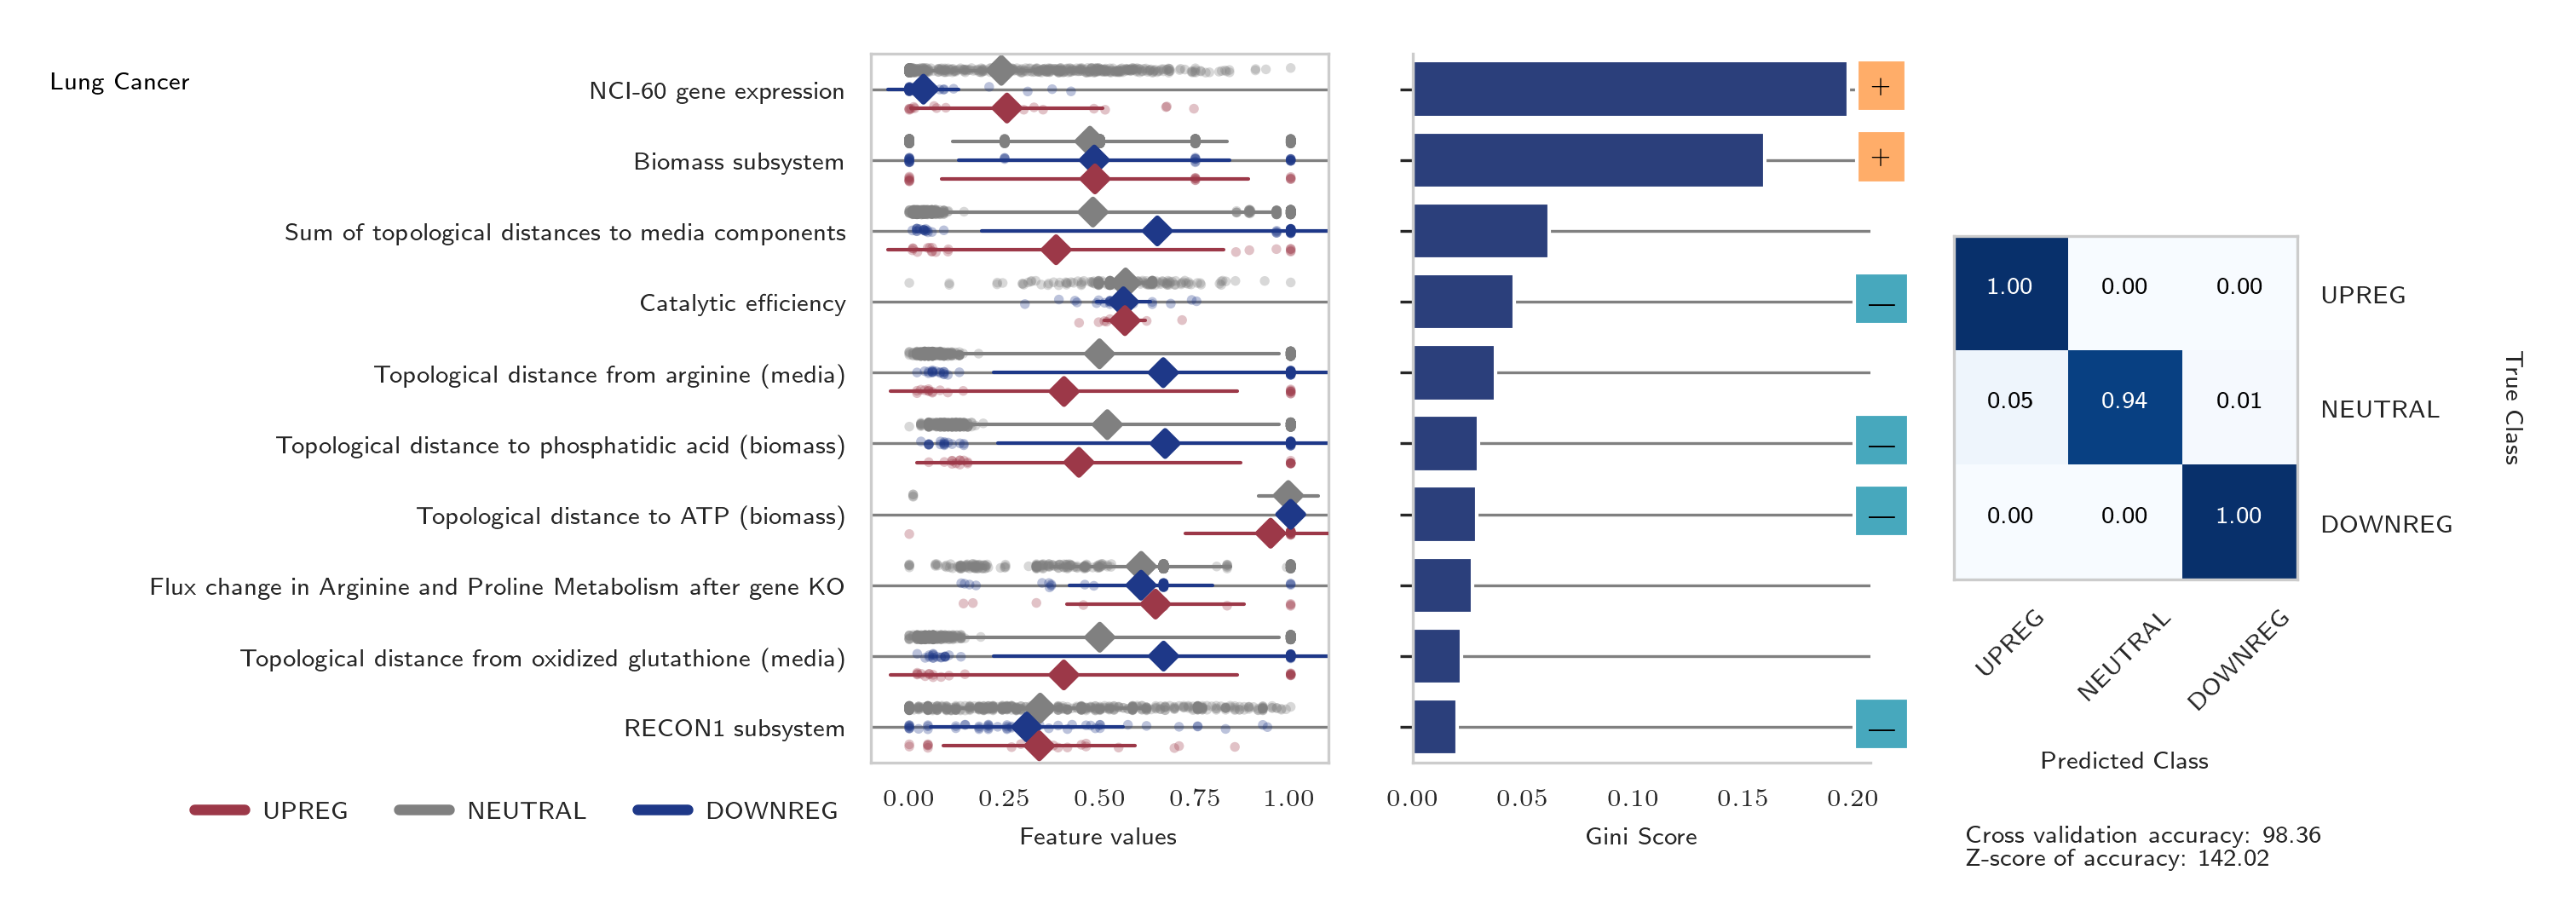 Lung Cancer
NCI-60 gene expression
Biomass subsystem
Sum of topological distances to media components
Catalytic efficiency
Topological distance from arginine (media)
Topological distance to phosphatidic acid (biomass)
Topological distance to ATP (biomass)
Flux change in Arginine and Proline Metabolism after gene KO
Topological distance from oxidized glutathione (media)
RECON1 subsystem
UPREG NEUTRAL DOWNREG
0.00 0.25 0.50 0.75 1.00
Feature values
+
+
—
—
—
—
0.00 0.05 0.10 0.15 0.20
Gini Score
1.00 0.00 0.00 UPREG
0.05 0.94 0.01 NEUTRAL
0.00 0.00 1.00 DOWNREG
True Class
UPREG NEUTRAL DOWNREG
Predicted Class
Cross validation accuracy: 98.36
Z-score of accuracy: 142.02